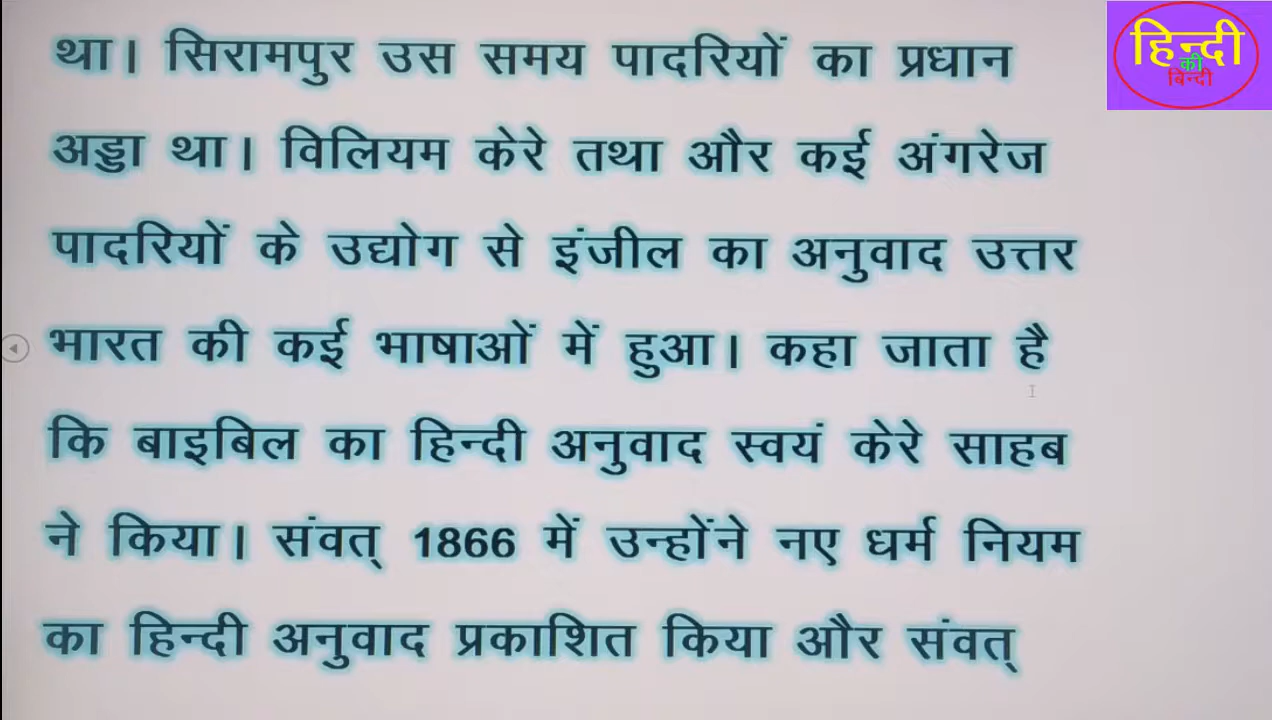 हिन्दी
की
बिन्दी
था। सिरामपुर उस समय पादरियों का प्रधान
अड्डा था। विलियम केरे तथा और कई अंगरेज
पादरियों के उद्योग से इंजील का अनुवाद उत्तर
भारत की कई भाषाओं में हुआ। कहा जाता है
कि बाइबिल का हिन्दी अनुवाद स्वयं केरे साहब
ने किया। संवत् 1866 में उन्होंने नए धर्म नियम
का हिन्दी अनुवाद प्रकाशित किया और संवत्